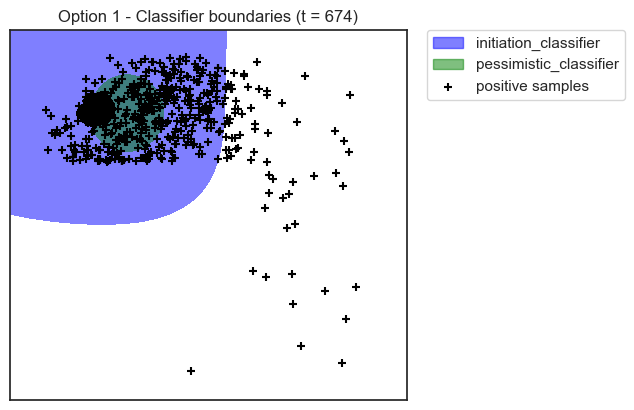 Option 1 - Classifier boundaries (t = 674)
initiation_classifier
pessimistic_classifier
positive samples